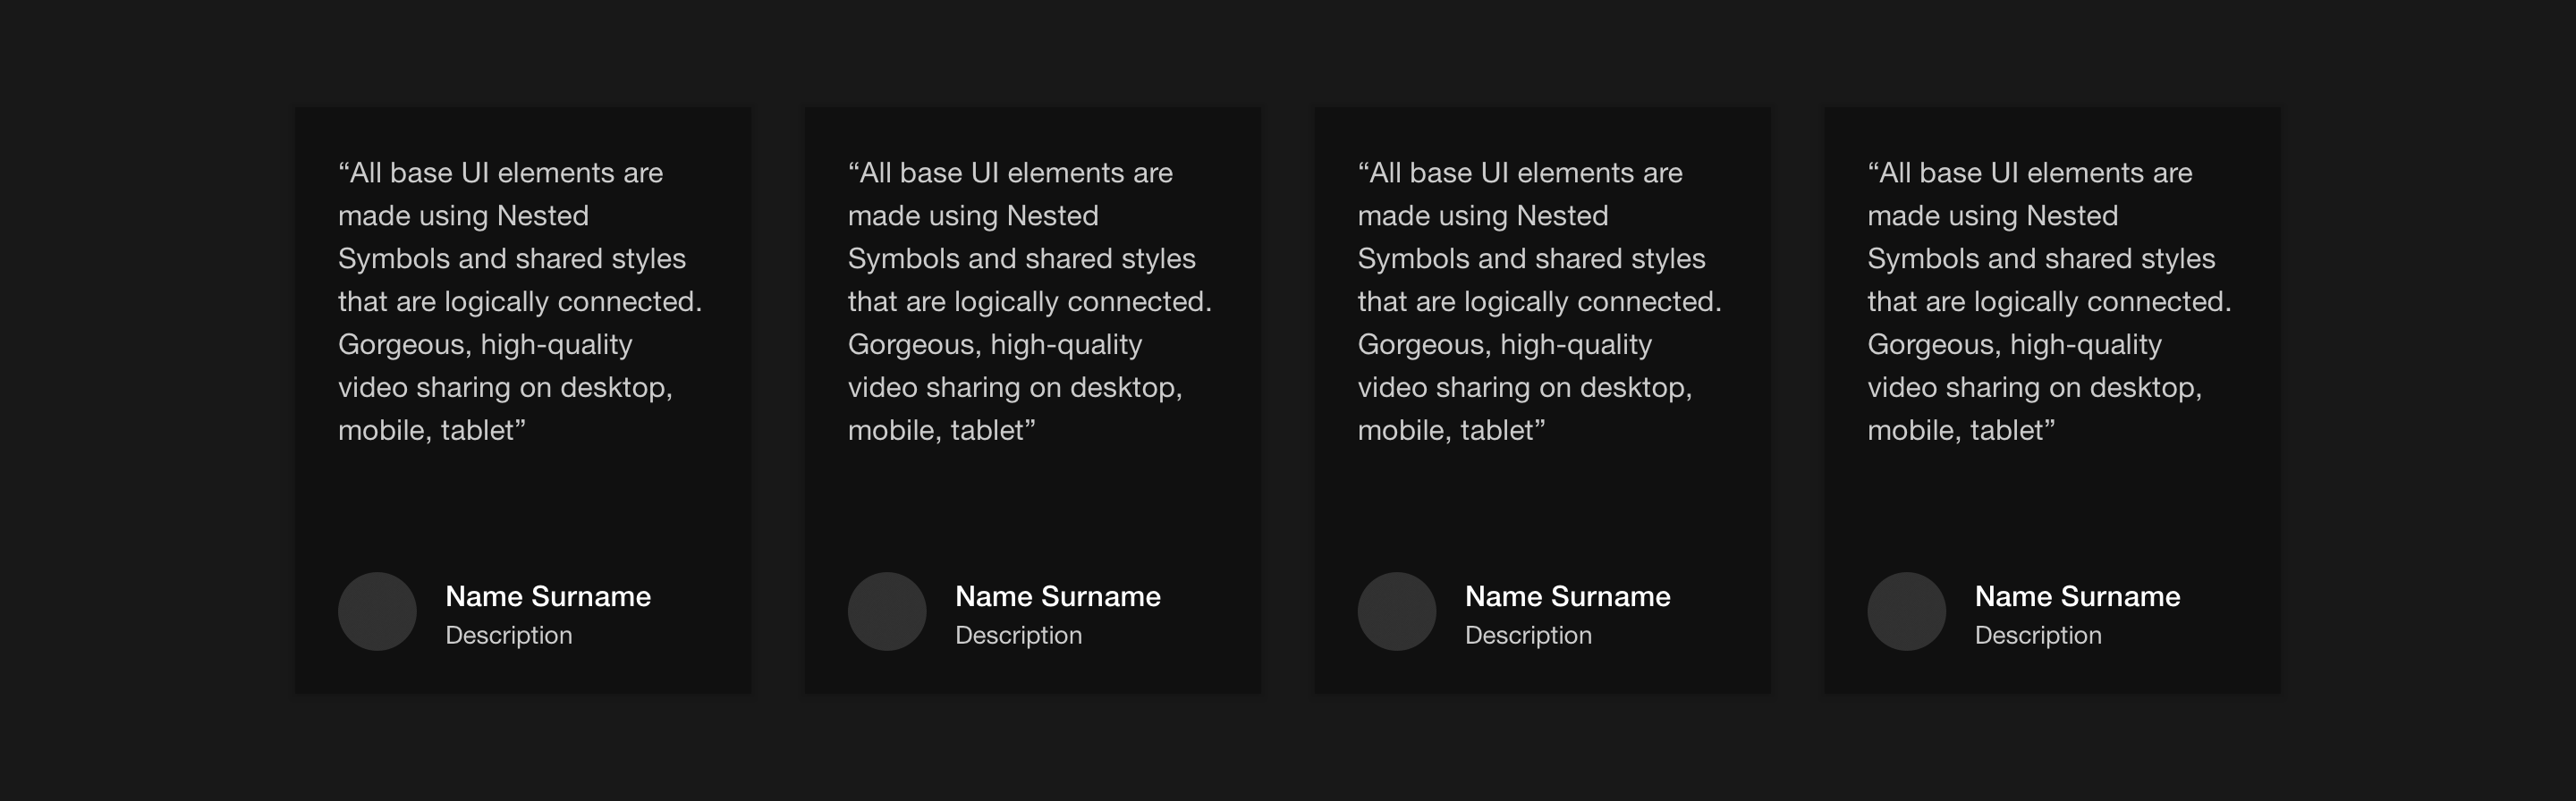 “All base UI elements are
made using Nested
Symbols and shared styles
that are logically connected.
Gorgeous, high-quality
video sharing on desktop,
mobile, tablet”
Name Surname
Description
“All base UI elements are
made using Nested
Symbols and shared styles
that are logically connected.
Gorgeous, high-quality
video sharing on desktop,
mobile, tablet”
Name Surname
Description
“All base UI elements are
made using Nested
Symbols and shared styles
that are logically connected.
Gorgeous, high-quality
video sharing on desktop,
mobile, tablet”
Name Surname
Description
“All base UI elements are
made using Nested
Symbols and shared styles
that are logically connected.
Gorgeous, high-quality
video sharing on desktop,
mobile, tablet”
Name Surname
Description